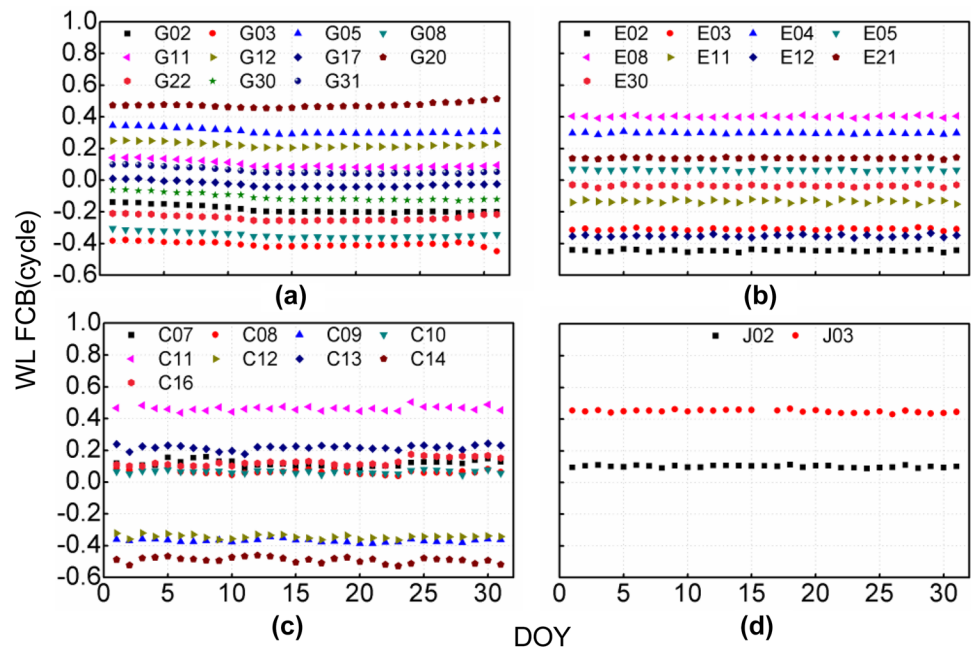 WL FCB(cycle)
1.0
0.8
0.6
0.4
0.2
0.0
-0.2
-0.4
-0.6
G02 G03 G05 G08
G11 G12 G17 G20
G22 G30 G31
(a)
E02 E03 E04 E05
E08 E11 E12 E21
E30
(b)
1.0
0.8
0.6
0.4
0.2
0.0
-0.2
-0.4
-0.6
C07 C08 C09 C10
C11 C12 C13 C14
C16
0 5 10 15 20 25 30
(c)
J02 J03
0 5 10 15 20 25 30
(d)
DOY